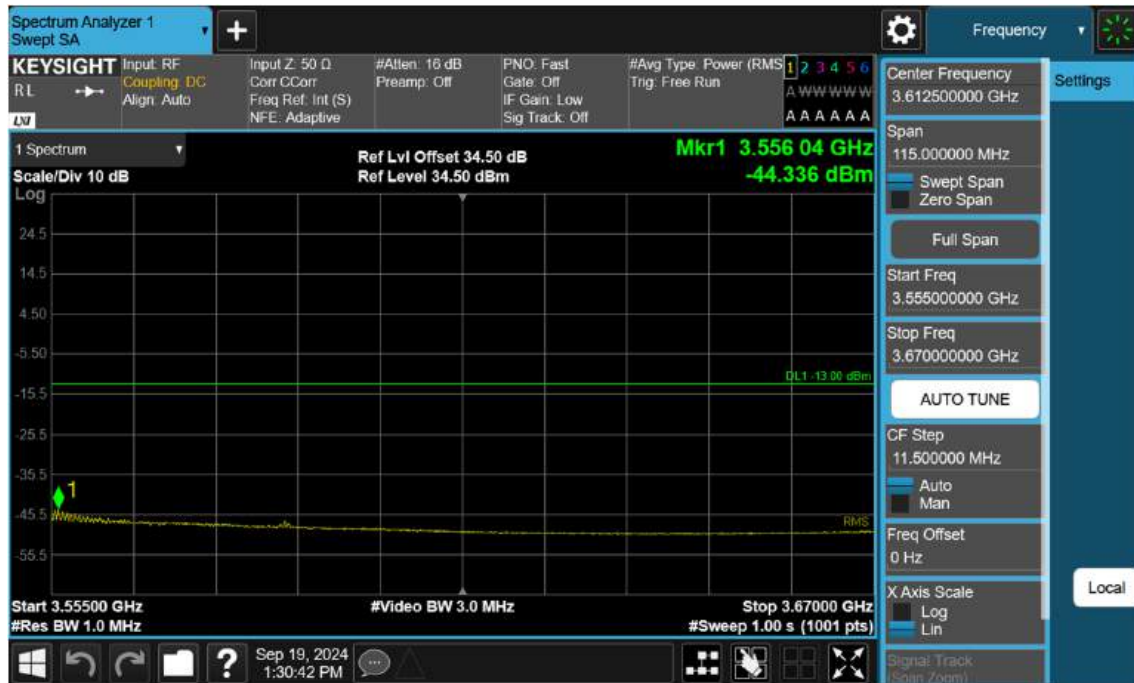 Spectrum Analyzer 1
Swept SA
Frequency
KEYSIGHT
RL
LXI
Input: RF
Coupling: DC
Align: Auto
Input Z: 50 Ω
Corr CCorr
Freq Ref: Int (S)
NFE: Adaptive
#Atten: 16 dB
Preamp: Off
PNO: Fast
Gate: Off
IF Gain: Low
Sig Track: Off
#Avg Type: Power (RMS
Trig: Free Run
1 2 3 4 5 6
A W W W W W
A A A A A A
1 Spectrum
Scale/Div 10 dB
Log
Ref Lvl Offset 34.50 dB
Ref Level 34.50 dBm
Mkr1 3.556 04 GHz
-44.336 dBm
24.5
14.5
4.50
-5.50
DL1 -13.00 dBm
-15.5
-25.5
-35.5
1
-45.5
RMS
-55.5
Start 3.55500 GHz
#Res BW 1.0 MHz
#Video BW 3.0 MHz
Stop 3.67000 GHz
#Sweep 1.00 s (1001 pts)
Sep 19, 2024
1:30:42 PM
Center Frequency
3.612500000 GHz
Span
115.000000 MHz
Swept Span
Zero Span
Full Span
Start Freq
3.555000000 GHz
Stop Freq
3.670000000 GHz
AUTO TUNE
CF Step
11.500000 MHz
Auto
Man
Freq Offset
0 Hz
X Axis Scale
Log
Lin
Signal Track
(Span Zoom)
Settings
Local